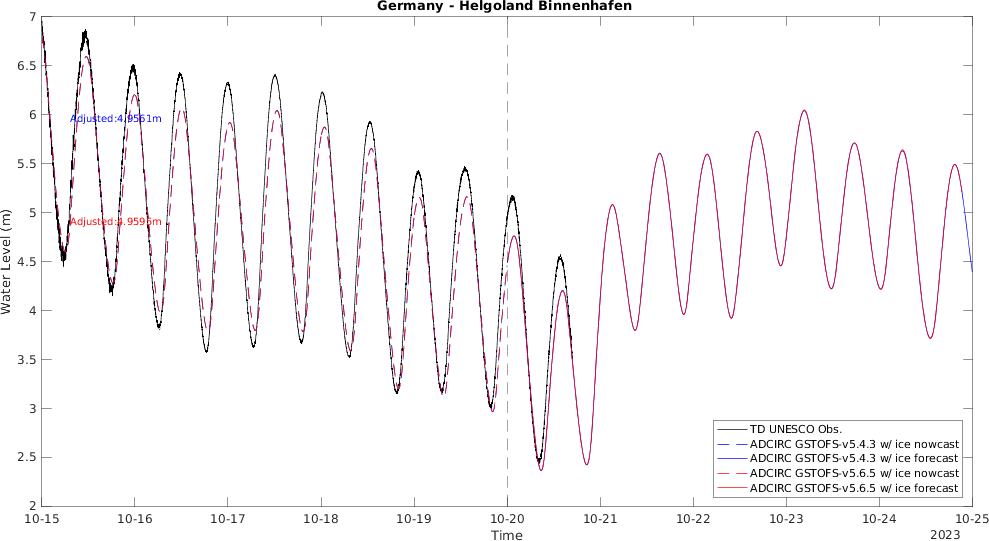 Germany - Helgoland Binnenhafen
7
6.5
6
5.5
5
4.5
4
3.5
3
2.5
2
Water Level (m)
Adjusted:4.9561m
Adjusted:4.9595m
TD UNESCO Obs.
ADCIRC GSTOFS-v5.4.3 w/ ice nowcast
ADCIRC GSTOFS-v5.4.3 w/ ice forecast
ADCIRC GSTOFS-v5.6.5 w/ ice nowcast
ADCIRC GSTOFS-v5.6.5 w/ ice forecast
10-15 10-16 10-17 10-18 10-19 10-20 10-21 10-22 10-23 10-24 10-25
Time
2023